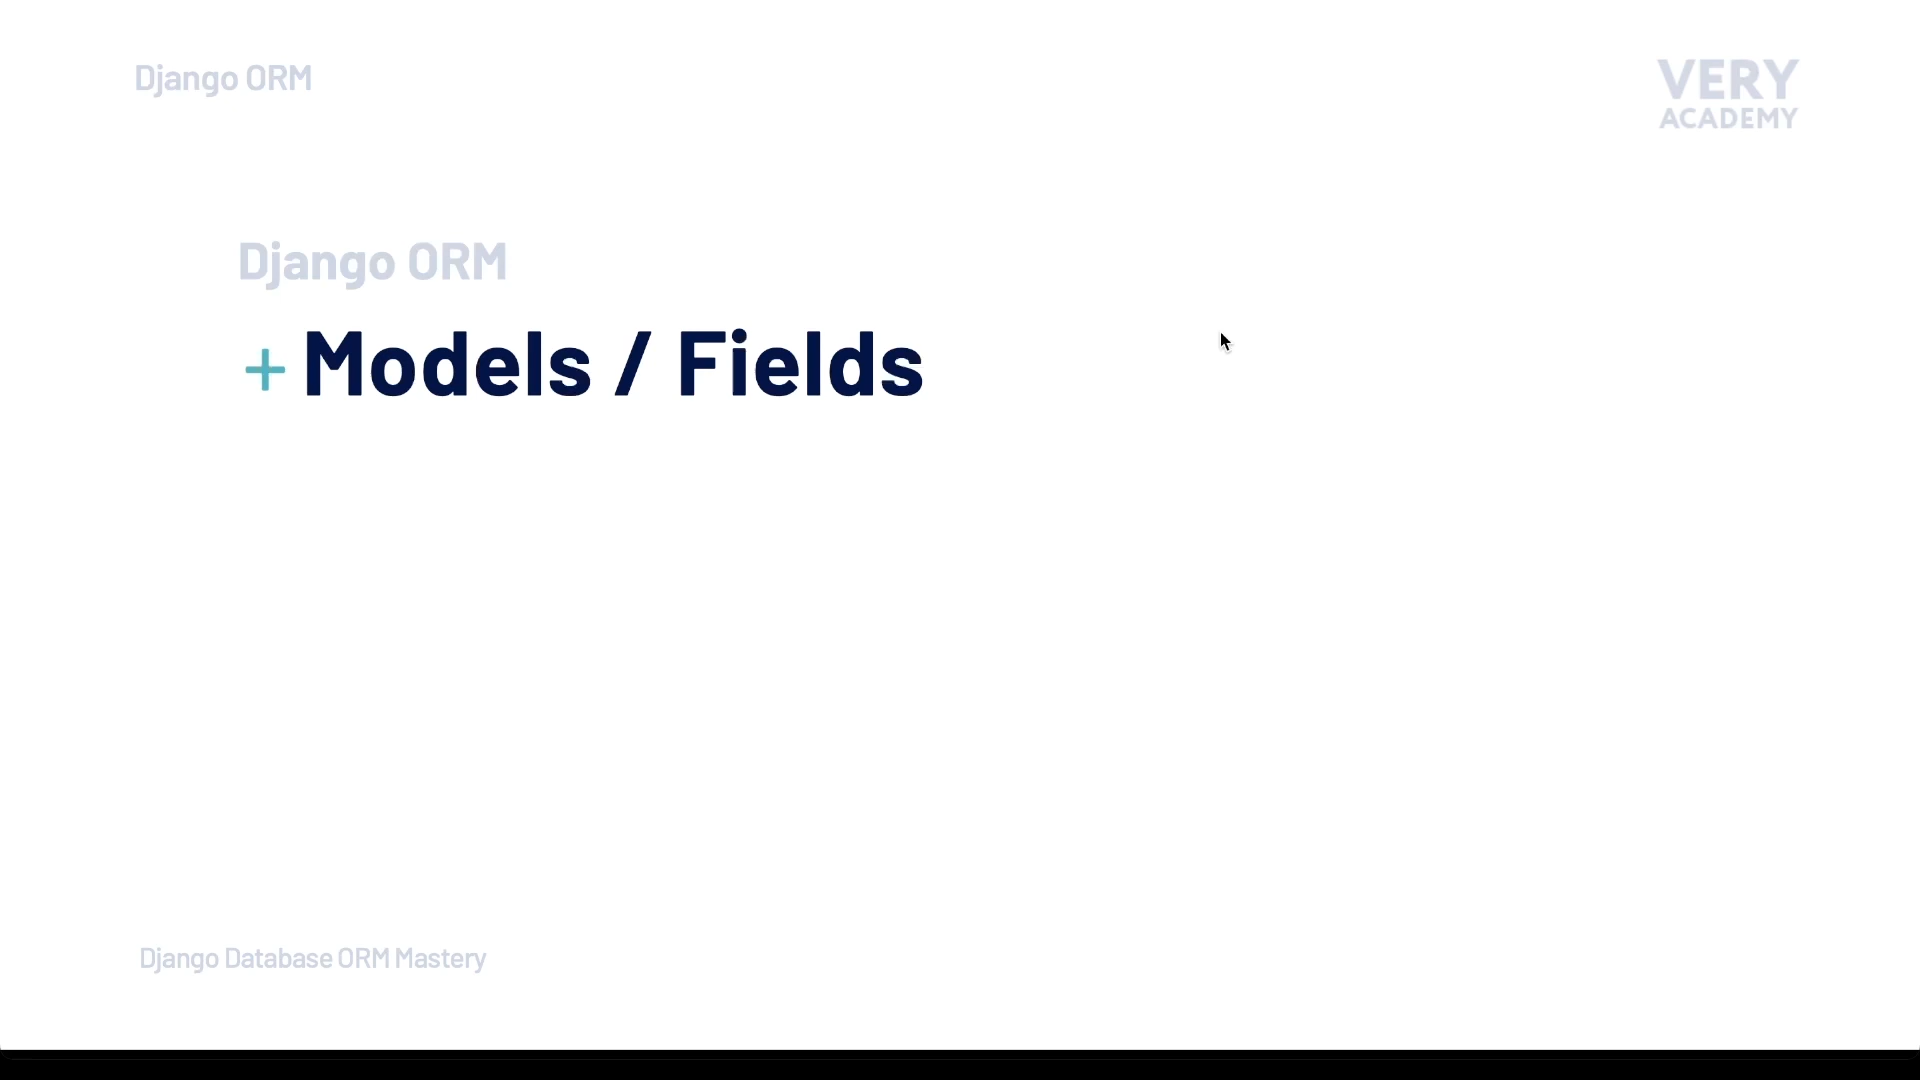 Django ORM
VERY
ACADEMY
Django ORM
+ Models / Fields
Django Database ORM Mastery